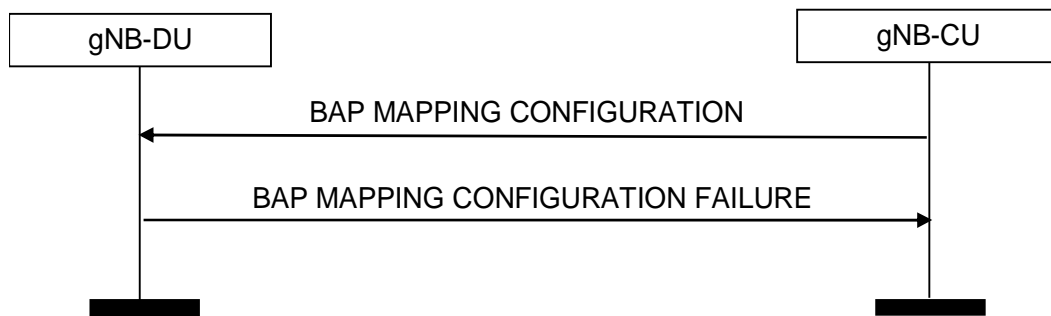 gNB-DU
gNB-CU
BAP MAPPING CONFIGURATION
BAP MAPPING CONFIGURATION FAILURE